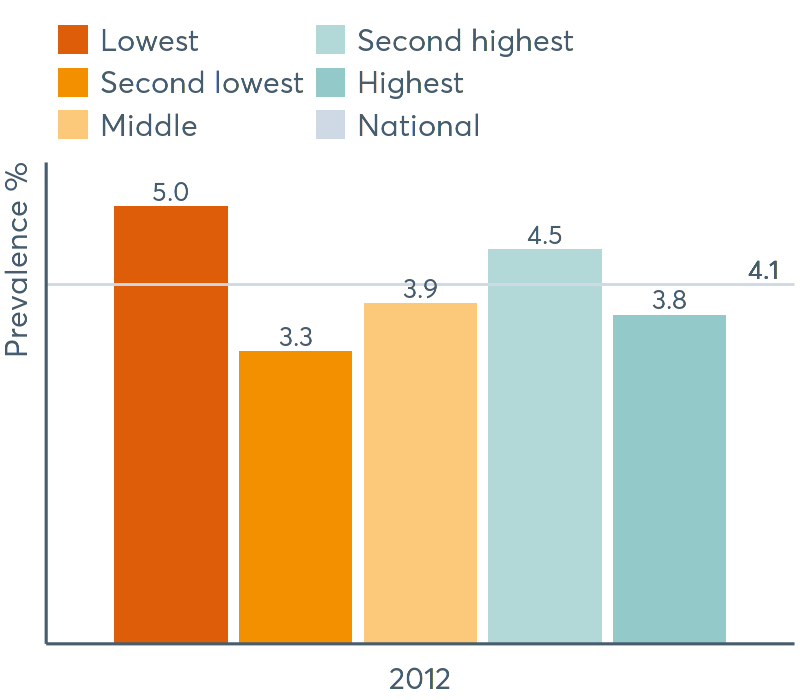 Lowest
Second lowest
Middle
Second highest
Highest
National
Prevalence %
5.0
3.3
3.9
4.5
3.8
4.1
2012